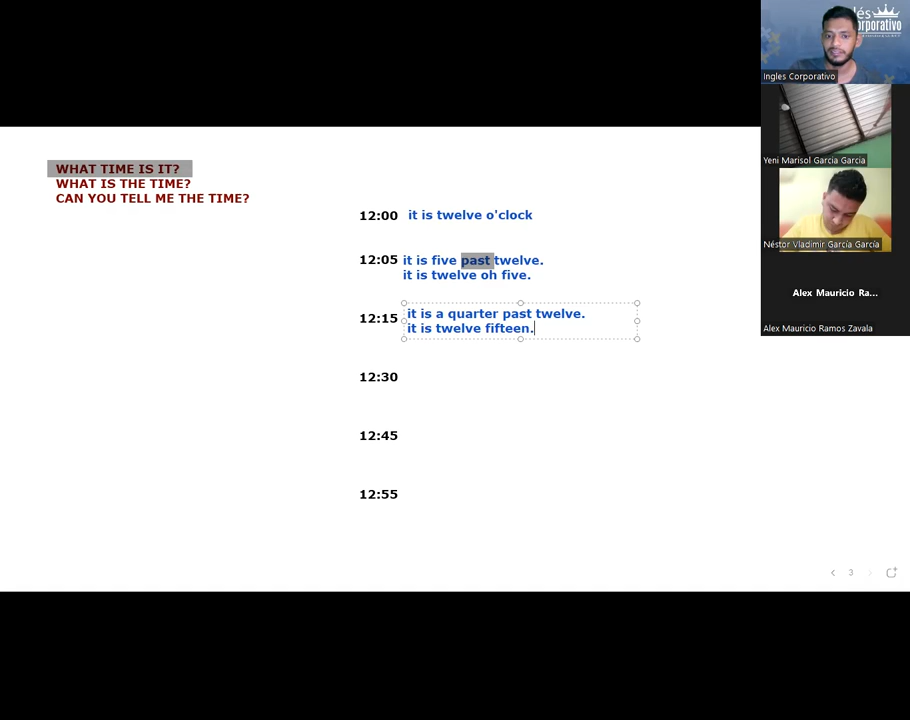 WHAT TIME IS IT?
WHAT IS THE TIME?
CAN YOU TELL ME THE TIME?
12:00 it is twelve o'clock
12:05 it is five past twelve.
it is twelve oh five.
12:15 it is a quarter past twelve.
it is twelve fifteen.
12:30
12:45
12:55
3
Ingles Corporativo
Yeni Marisol Garcia Garcia
Néstor Vladimir García García
Alex Mauricio Ra...
Alex Mauricio Ramos Zavala